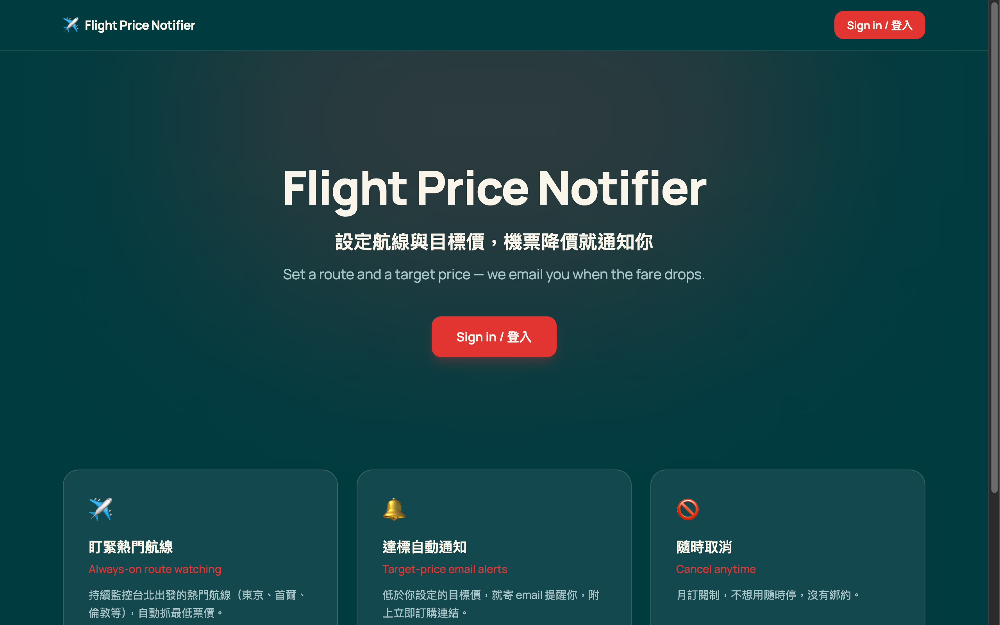 Flight Price Notifier
Sign in / 登入
Flight Price Notifier
設定航線與目標價，機票降價就通知你
Set a route and a target price — we email you when the fare drops.
Sign in / 登入
盯緊熱門航線
Always-on route watching
持續監控台北出發的熱門航線（東京、首爾、
倫敦等），自動抓最低票價。
達標自動通知
Target-price email alerts
低於你設定的目標價，就寄 email 提醒你，附
上立即訂購連結。
隨時取消
Cancel anytime
月訂閱制，不想用隨時停，沒有綁約。